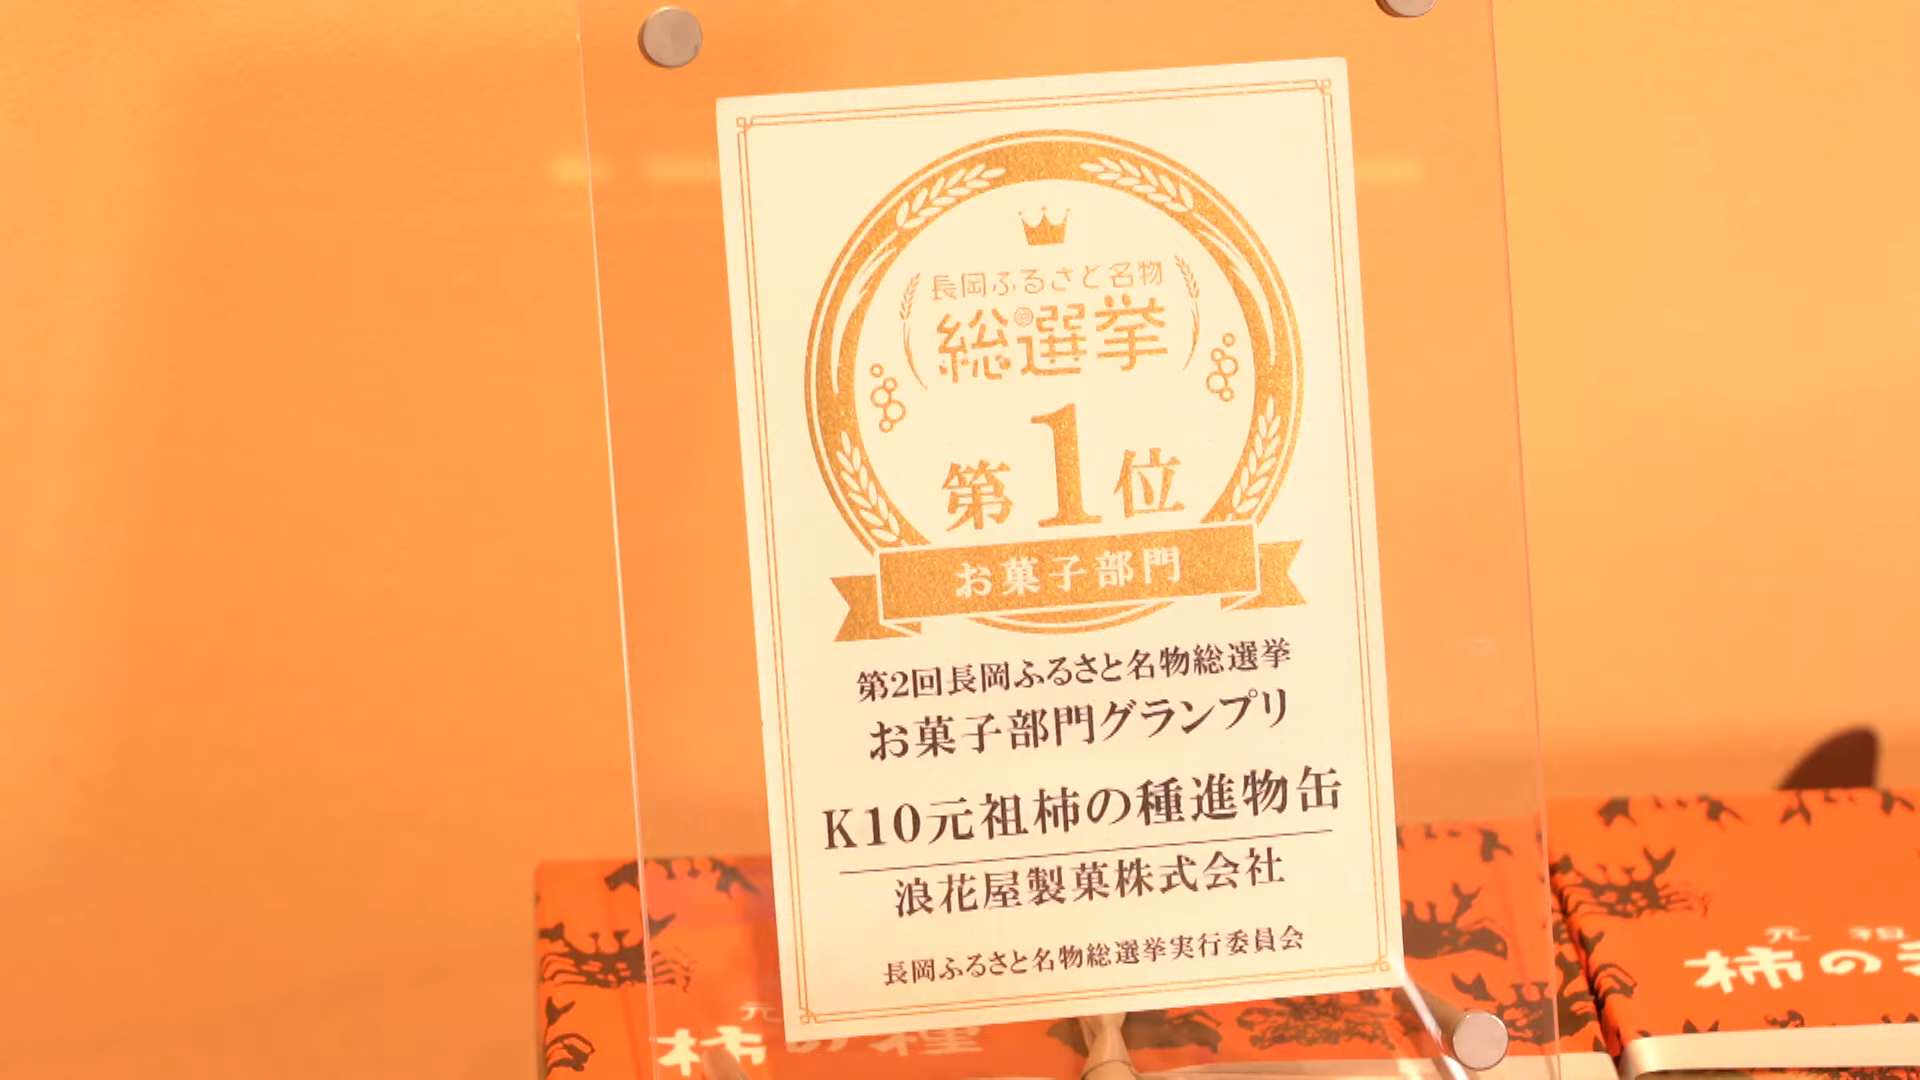 長岡ふるさと名物
総選挙
第1位
お菓子部門
第2回長岡ふるさと名物総選挙
お菓子部門グランプリ
K10元祖柿の種進物缶
浪花屋製菓株式会社
長岡ふるさと名物総選挙実行委員会
元
柿の種
元祖
柿の